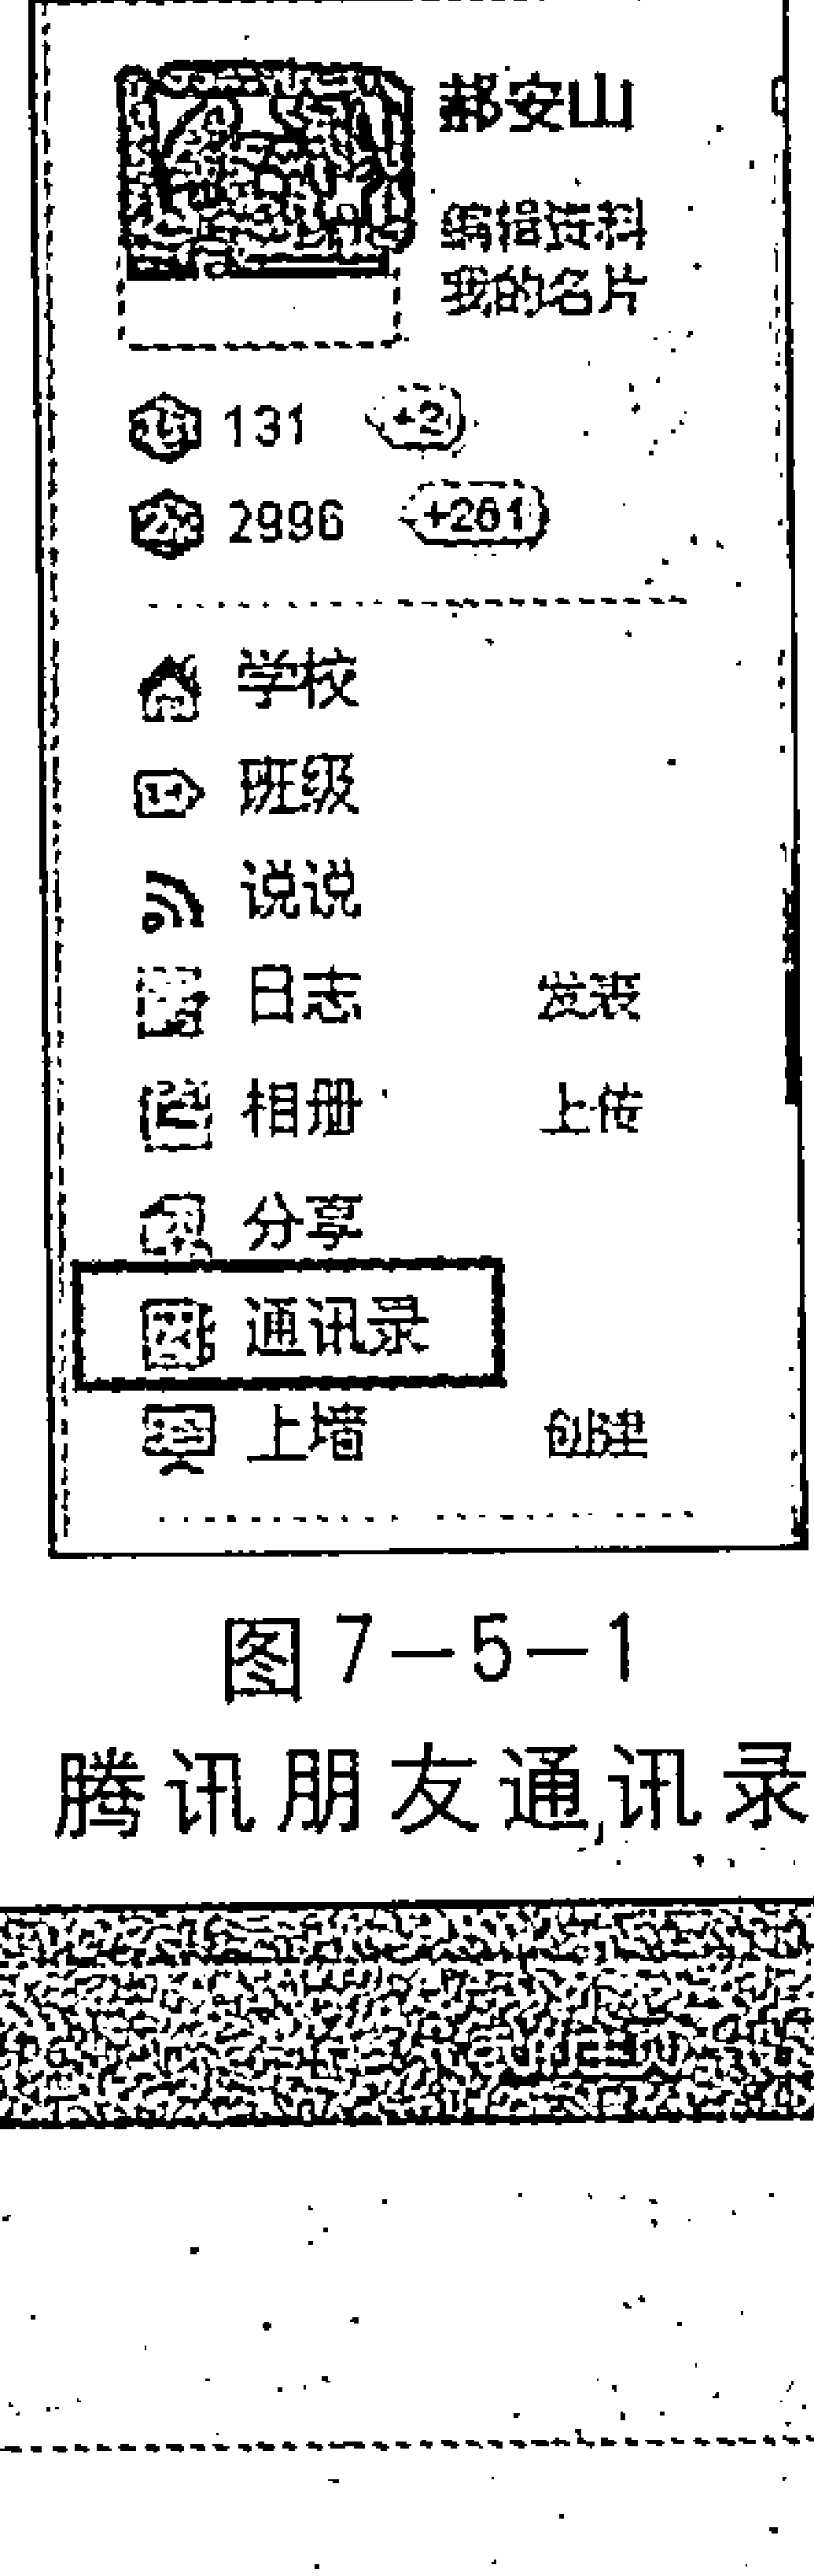 郝安山
编辑资料
我的名片
131 +2
2996 +261
学校
班级
说说
日志 发表
相册 上传
分享
通讯录
上墙 创建
图 7-5-1
腾讯朋友通讯录